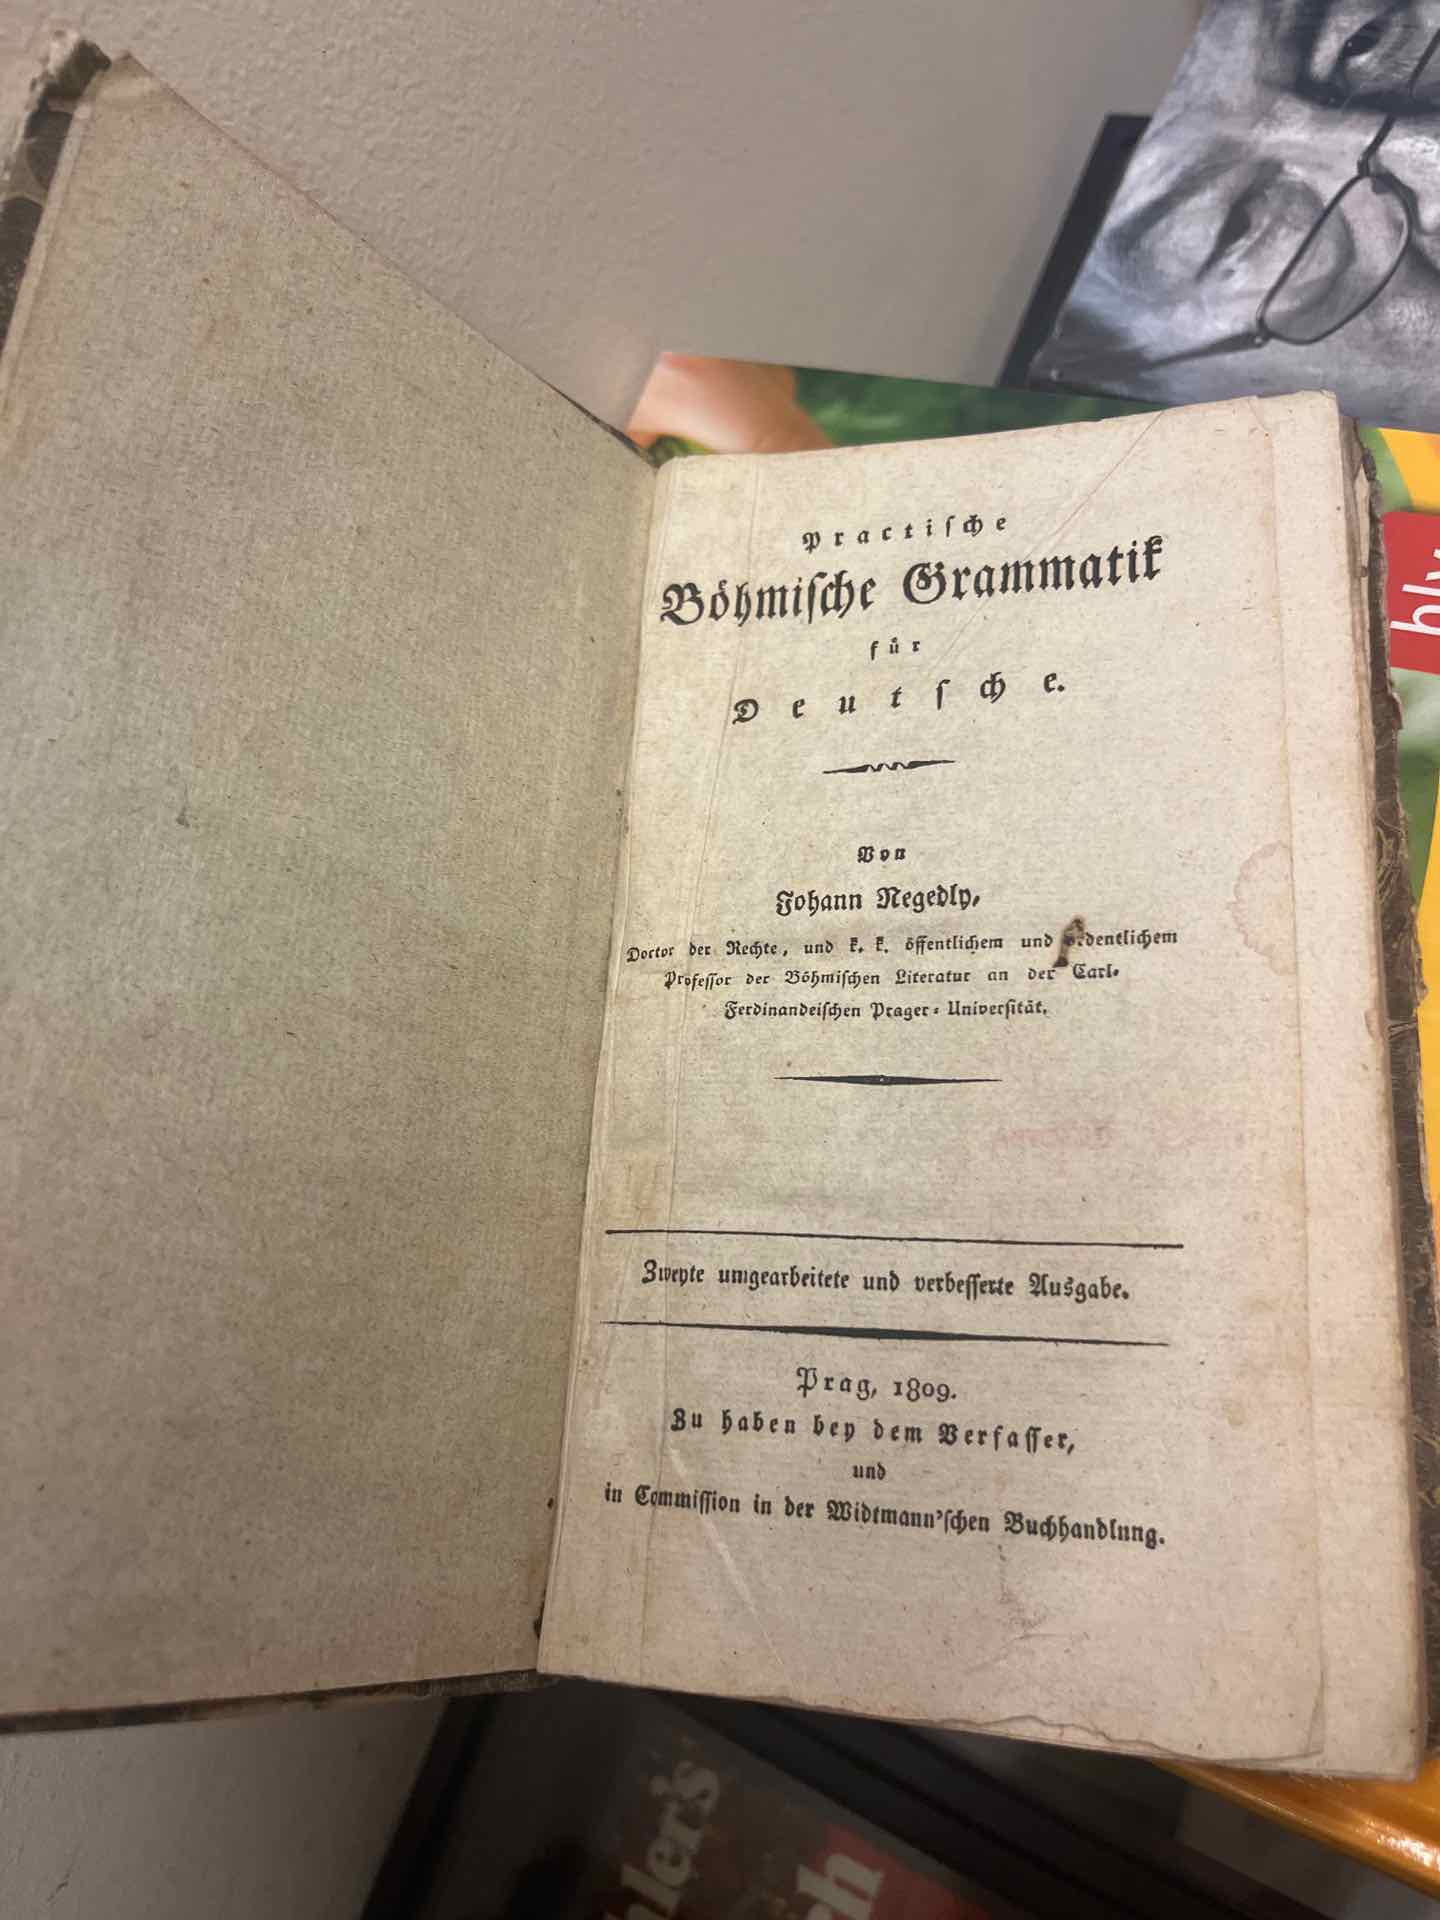 Practiſche
Böhmiſche Grammatik
für
Deutſche.
Von
Johann Negedly,
Doctor der Rechte, und k. k. öffentlichem und ordentlichem
Profeſſor der Böhmiſchen Literatur an der Carl-
Ferdinandeiſchen Prager-Univerſität.
Zweyte umgearbeitete und verbeſſerte Ausgabe.
Prag, 1809.
Zu haben bey dem Verfaſſer,
und
in Commiſſion in der Widtmann'ſchen Buchhandlung.